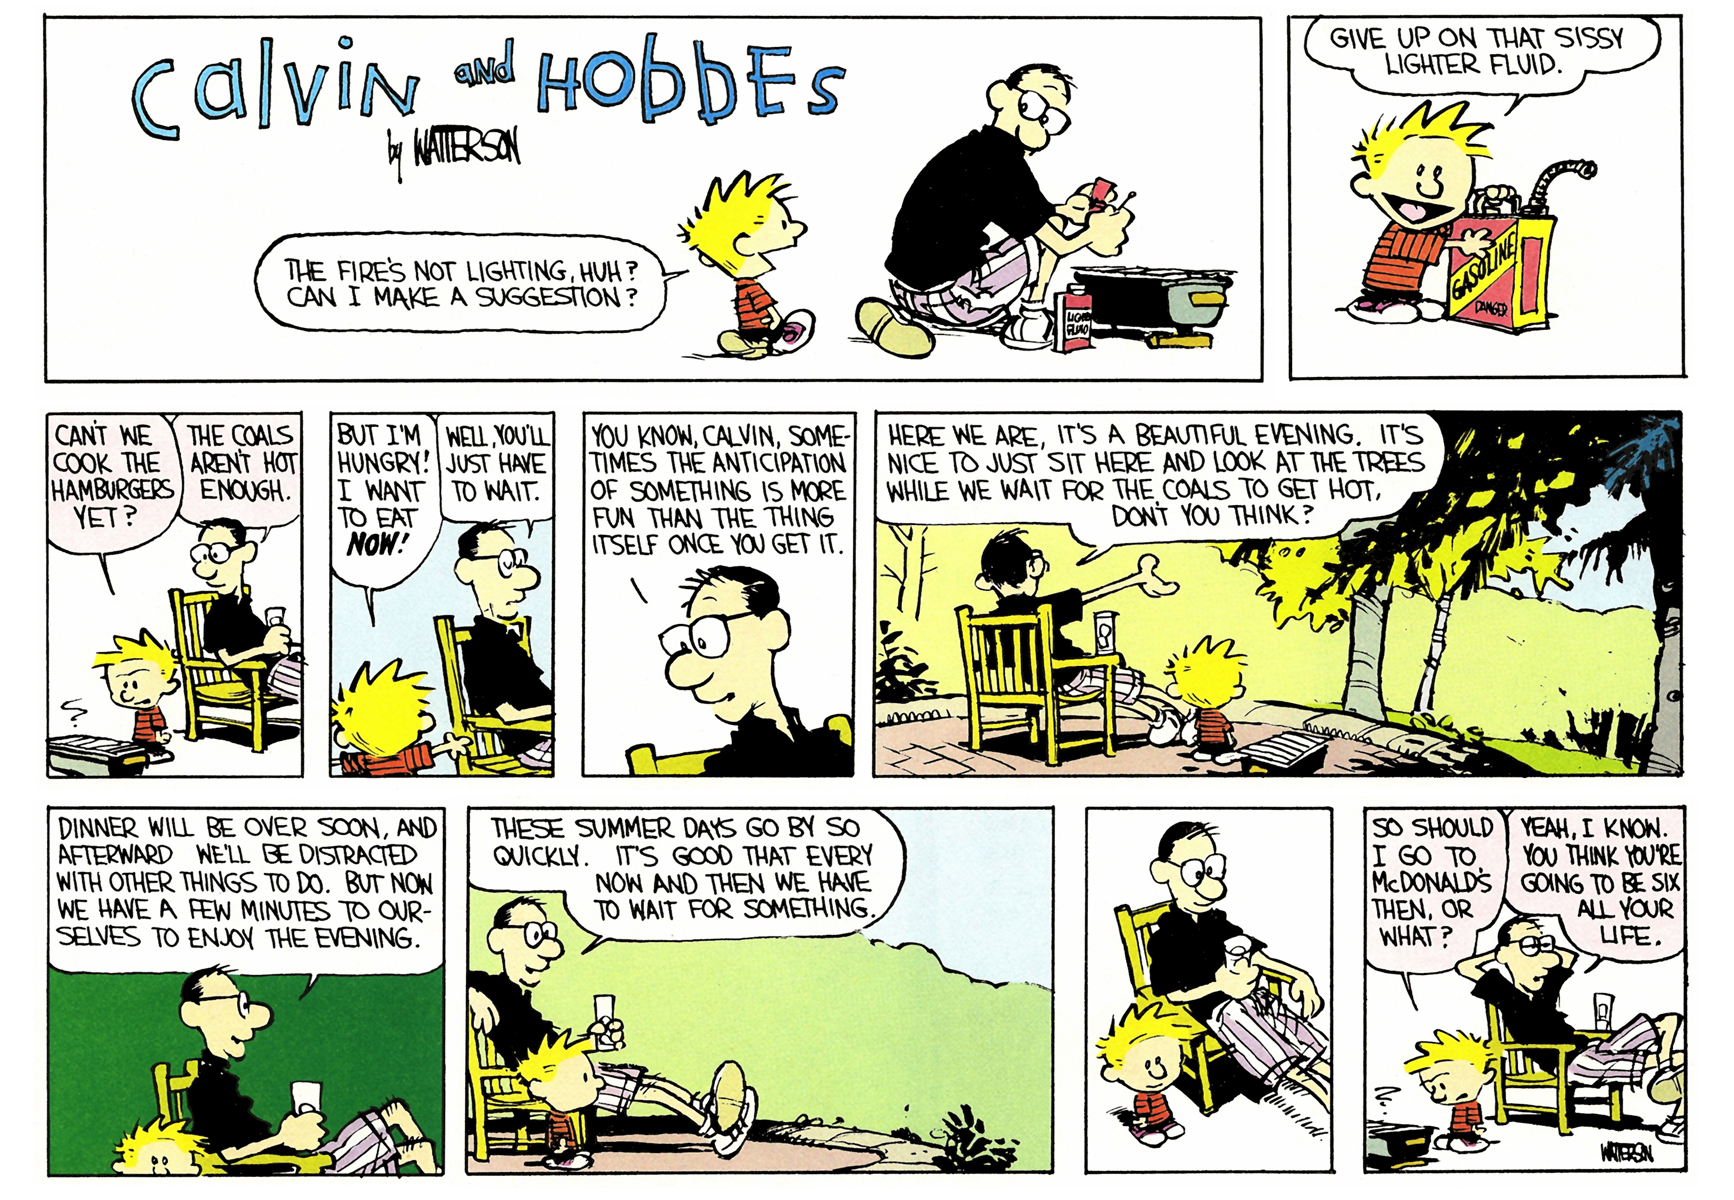 CALVIN AND HOBBES
by WATTERSON
THE FIRE'S NOT LIGHTING, HUH?
CAN I MAKE A SUGGESTION?
LIGHTER
FLUID
GIVE UP ON THAT SISSY
LIGHTER FLUID.
GASOLINE
DANGER
CAN'T WE
COOK THE
HAMBURGERS
YET?
THE COALS
AREN'T HOT
ENOUGH.
BUT I'M
HUNGRY!
I WANT
TO EAT
NOW!
WELL, YOU'LL
JUST HAVE
TO WAIT.
YOU KNOW, CALVIN, SOME-
TIMES THE ANTICIPATION
OF SOMETHING IS MORE
FUN THAN THE THING
ITSELF ONCE YOU GET IT.
HERE WE ARE, IT'S A BEAUTIFUL EVENING. IT'S
NICE TO JUST SIT HERE AND LOOK AT THE TREES
WHILE WE WAIT FOR THE COALS TO GET HOT,
DON'T YOU THINK?
DINNER WILL BE OVER SOON, AND
AFTERWARD WE'LL BE DISTRACTED
WITH OTHER THINGS TO DO. BUT NOW
WE HAVE A FEW MINUTES TO OUR-
SELVES TO ENJOY THE EVENING.
THESE SUMMER DAYS GO BY SO
QUICKLY. IT'S GOOD THAT EVERY
NOW AND THEN WE HAVE
TO WAIT FOR SOMETHING.
SO SHOULD
I GO TO
McDONALD'S
THEN, OR
WHAT?
YEAH, I KNOW.
YOU THINK YOU'RE
GOING TO BE SIX
ALL YOUR
LIFE.
WATTERSON